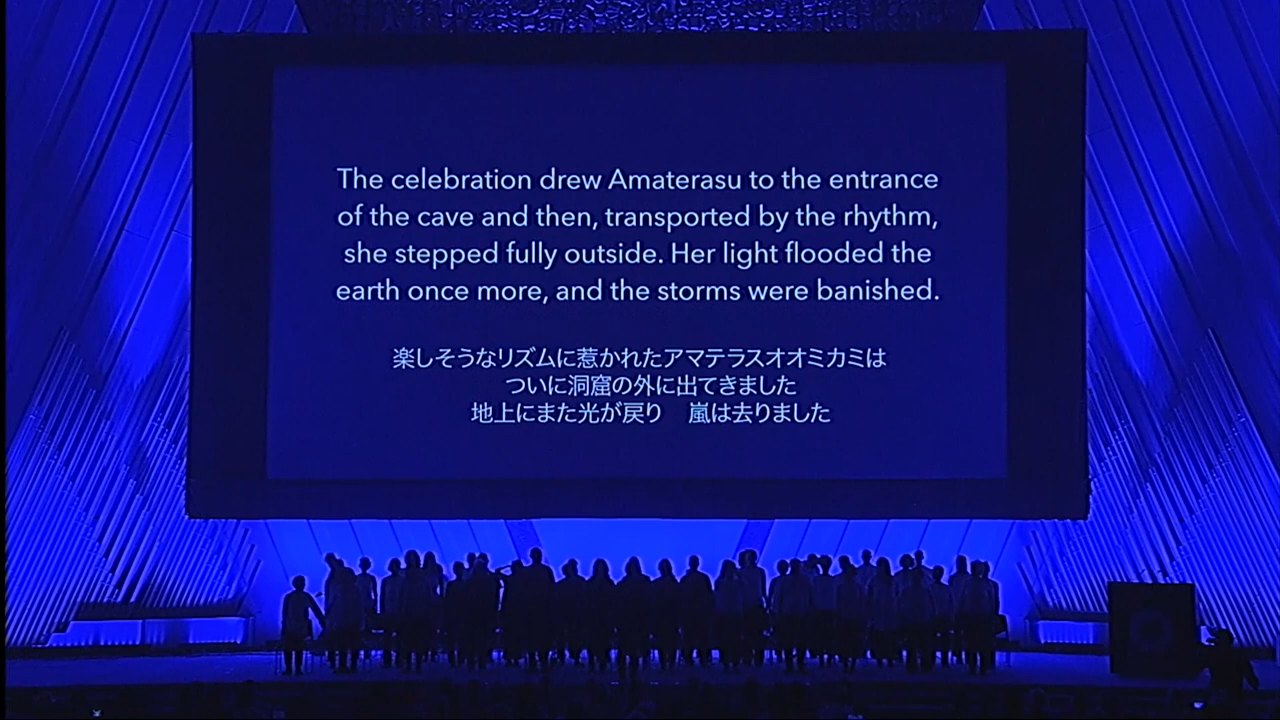 The celebration drew Amaterasu to the entrance
of the cave and then, transported by the rhythm,
she stepped fully outside. Her light flooded the
earth once more, and the storms were banished.
楽しそうなリズムに惹かれたアマテラスオオミカミは
ついに洞窟の外に出てきました
地上にまた光が戻り　嵐は去りました